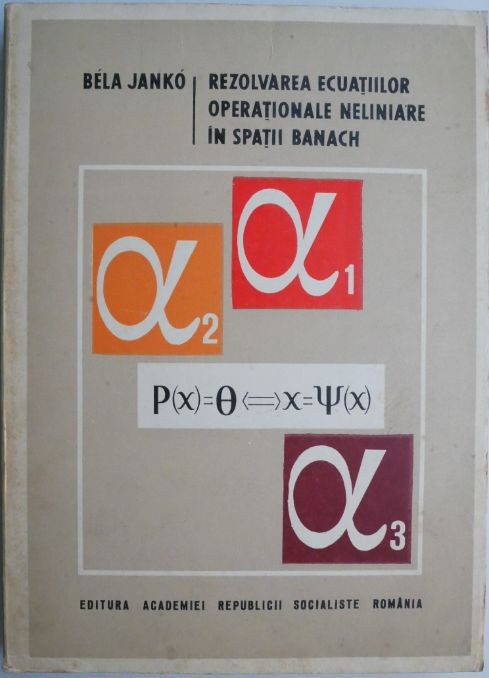 BÉLA JANKÓ
REZOLVAREA ECUAȚIILOR
OPERAȚIONALE NELINIARE
ÎN SPAȚII BANACH
α1
α2
P(x)=θ⟺x=Ψ(x)
α3
EDITURA ACADEMIEI REPUBLICII SOCIALISTE ROMÂNIA